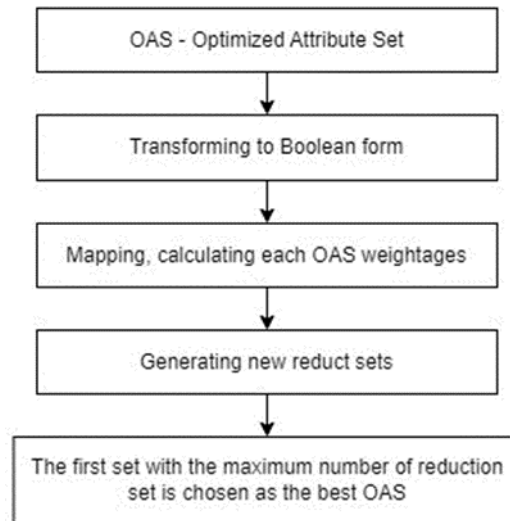 OAS - Optimized Attribute Set
Transforming to Boolean form
Mapping, calculating each OAS weightages
Generating new reduct sets
The first set with the maximum number of reduction
set is chosen as the best OAS